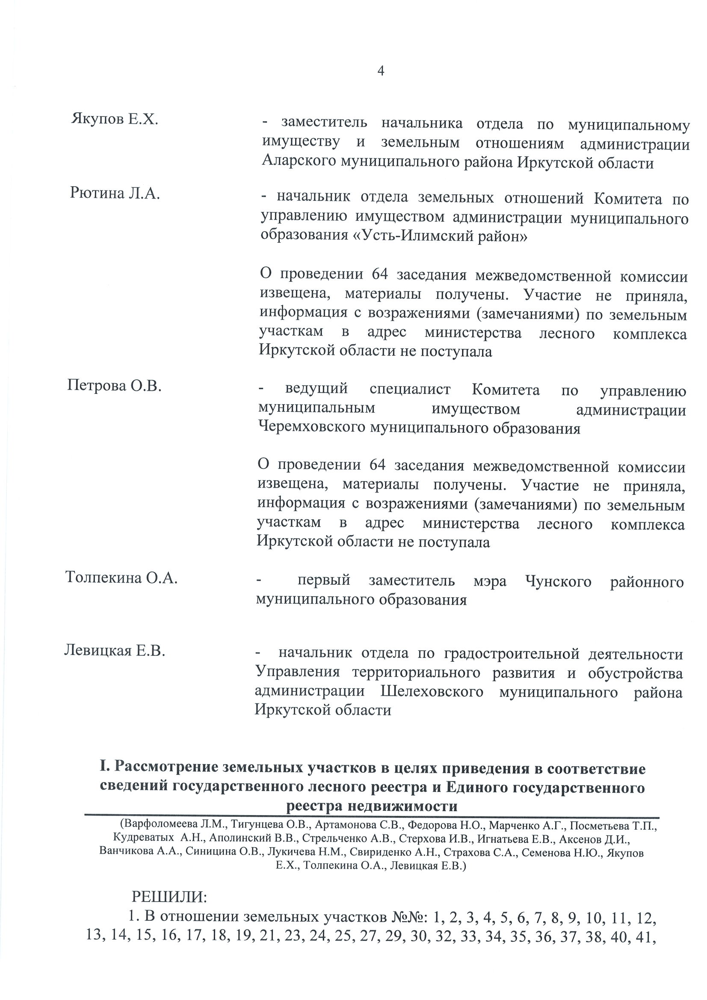 4
Якупов Е.Х.
- заместитель начальника отдела по муниципальному
имуществу и земельным отношениям администрации
Аларского муниципального района Иркутской области
Рютина Л.А.
- начальник отдела земельных отношений Комитета по
управлению имуществом администрации муниципального
образования «Усть-Илимский район»
О проведении 64 заседания межведомственной комиссии
извещена, материалы получены. Участие не приняла,
информация с возражениями (замечаниями) по земельным
участкам в адрес министерства лесного комплекса
Иркутской области не поступала
Петрова О.В.
- ведущий специалист Комитета по управлению
муниципальным имуществом администрации
Черемховского муниципального образования
О проведении 64 заседания межведомственной комиссии
извещена, материалы получены. Участие не приняла,
информация с возражениями (замечаниями) по земельным
участкам в адрес министерства лесного комплекса
Иркутской области не поступала
Толпекина О.А.
- первый заместитель мэра Чунского районного
муниципального образования
Левицкая Е.В.
- начальник отдела по градостроительной деятельности
Управления территориального развития и обустройства
администрации Шелеховского муниципального района
Иркутской области
I. Рассмотрение земельных участков в целях приведения в соответствие
сведений государственного лесного реестра и Единого государственного
реестра недвижимости
(Варфоломеева Л.М., Тигунцева О.В., Артамонова С.В., Федорова Н.О., Марченко А.Г., Посметьева Т.П.,
Кудреватых А.Н., Аполинский В.В., Стрельченко А.В., Стерхова И.В., Игнатьева Е.В., Аксенов Д.И.,
Ванчикова А.А., Синицина О.В., Лукичева Н.М., Свириденко А.Н., Страхова С.А., Семенова Н.Ю., Якупов
Е.Х., Толпекина О.А., Левицкая Е.В.)
РЕШИЛИ:
1. В отношении земельных участков №№: 1, 2, 3, 4, 5, 6, 7, 8, 9, 10, 11, 12,
13, 14, 15, 16, 17, 18, 19, 21, 23, 24, 25, 27, 29, 30, 32, 33, 34, 35, 36, 37, 38, 40, 41,